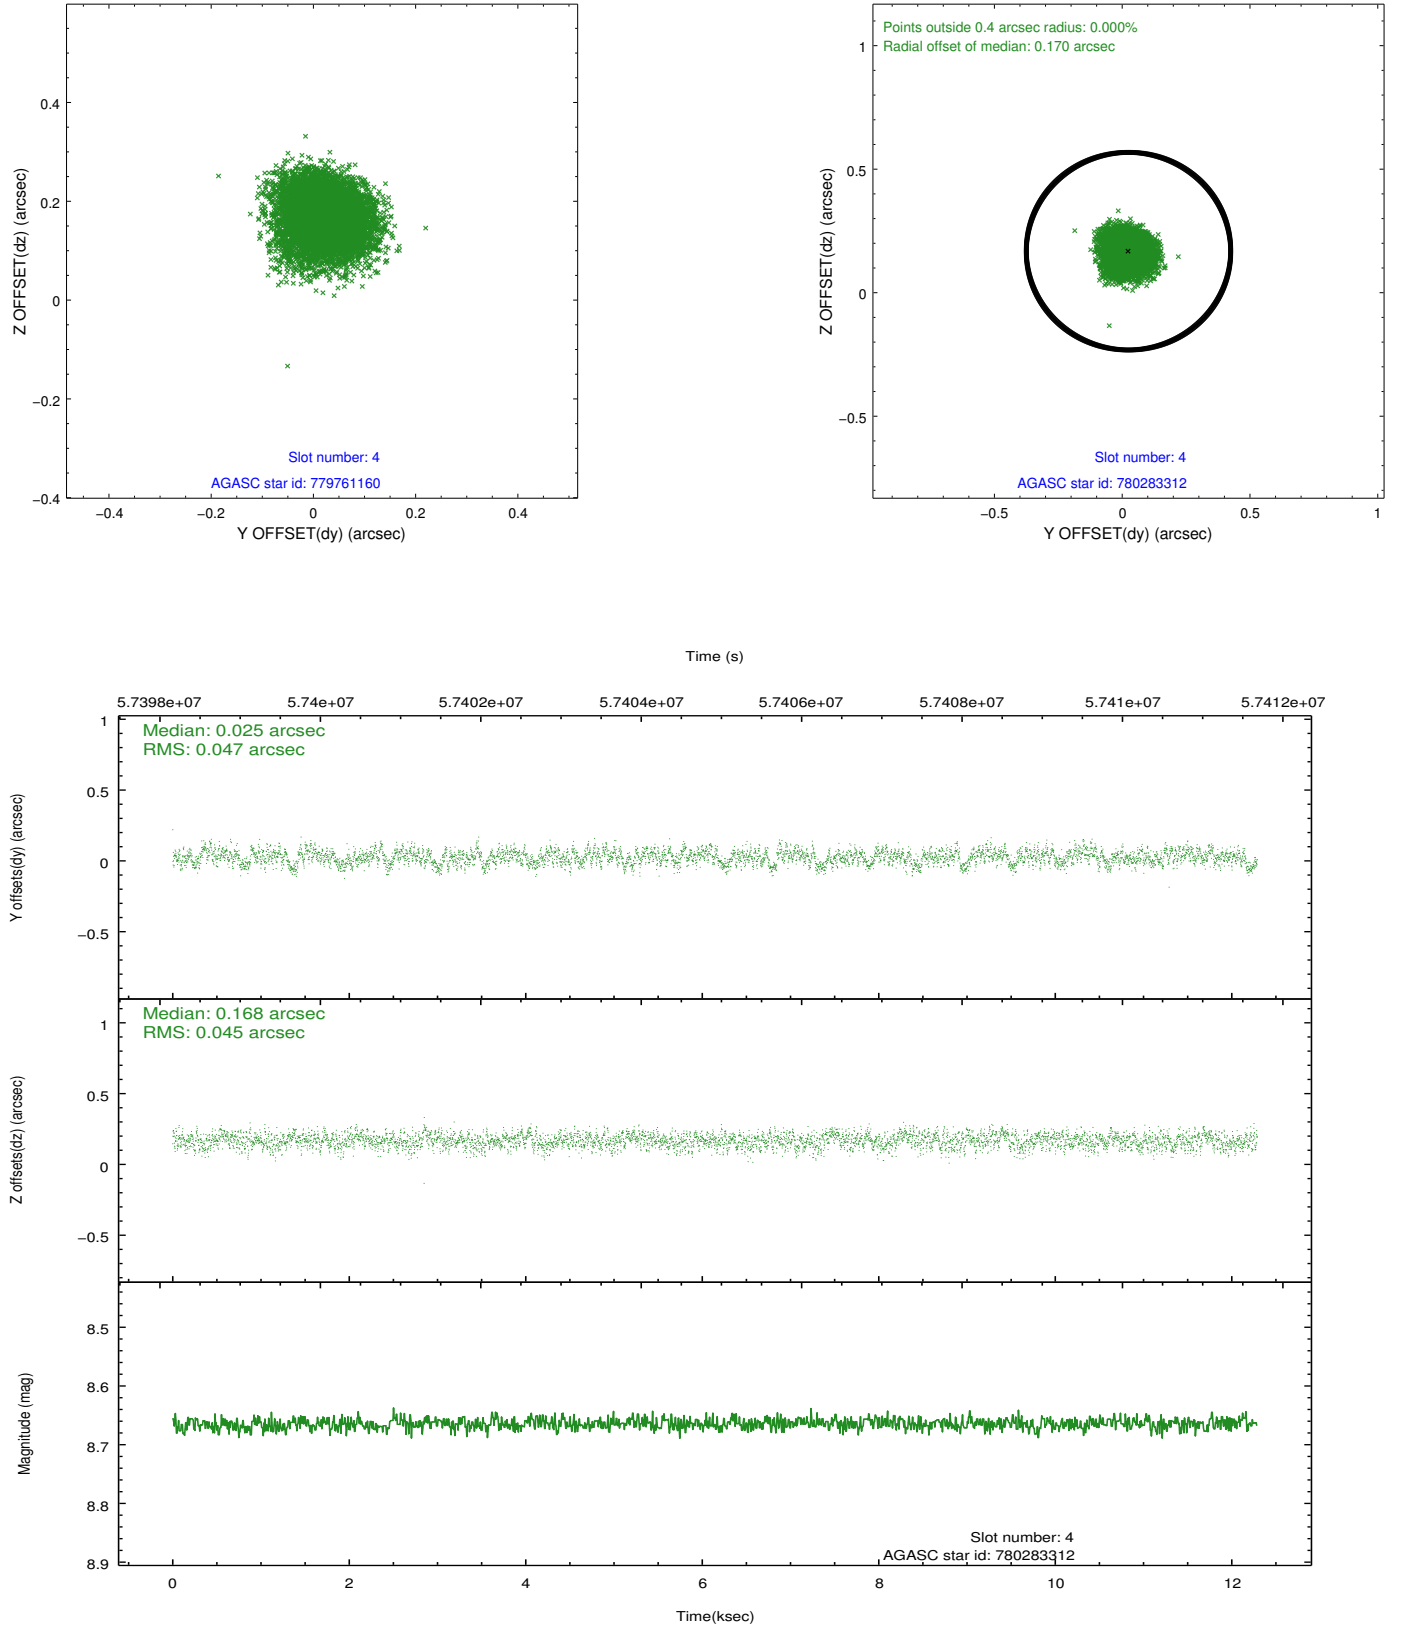 0.4
0.2
0
−0.2
−0.4
Z OFFSET(dz) (arcsec)
Slot number: 4
AGASC star id: 779761160
−0.4 −0.2 0 0.2 0.4
Y OFFSET(dy) (arcsec)
Points outside 0.4 arcsec radius: 0.000%
Radial offset of median: 0.170 arcsec
1
0.5
0
−0.5
Z OFFSET(dz) (arcsec)
Slot number: 4
AGASC star id: 780283312
−0.5 0 0.5 1
Y OFFSET(dy) (arcsec)
Time (s)
5.7398e+07 5.74e+07 5.7402e+07 5.7404e+07 5.7406e+07 5.7408e+07 5.741e+07 5.7412e+07
Median: 0.025 arcsec
RMS: 0.047 arcsec
1
0.5
0
−0.5
Y offsets(dy) (arcsec)
Median: 0.168 arcsec
RMS: 0.045 arcsec
1
0.5
0
−0.5
Z offsets(dz) (arcsec)
8.5
8.6
8.7
8.8
8.9
Magnitude (mag)
Slot number: 4
AGASC star id: 780283312
0 2 4 6 8 10 12
Time(ksec)